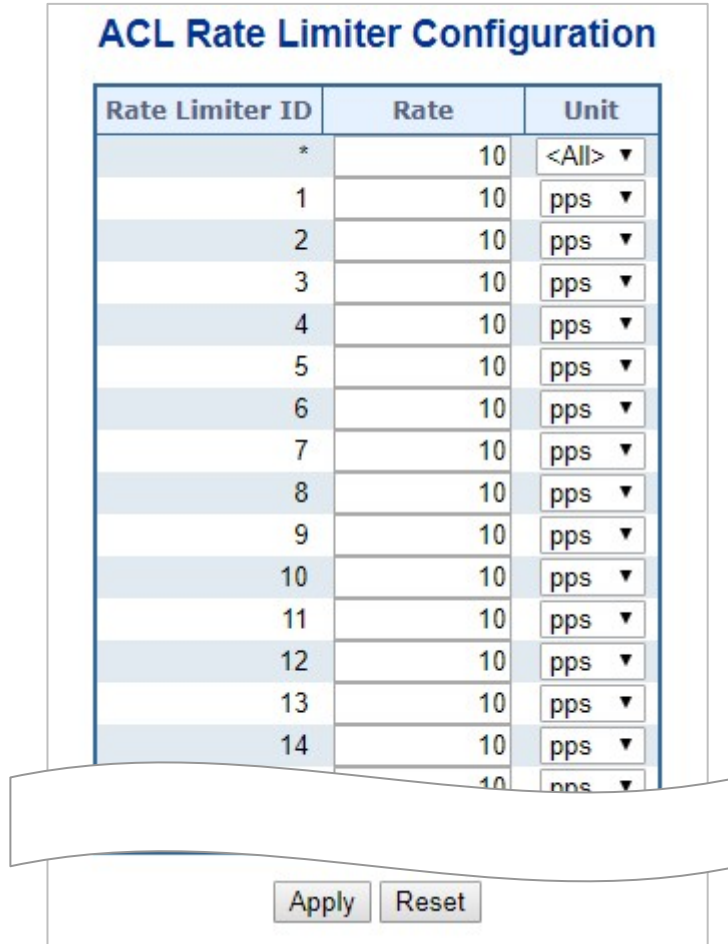 ACL Rate Limiter Configuration
Rate Limiter ID Rate Unit
* 10 <All>
1 10 pps
2 10 pps
3 10 pps
4 10 pps
5 10 pps
6 10 pps
7 10 pps
8 10 pps
9 10 pps
10 10 pps
11 10 pps
12 10 pps
13 10 pps
14 10 pps
10 pps
Apply Reset